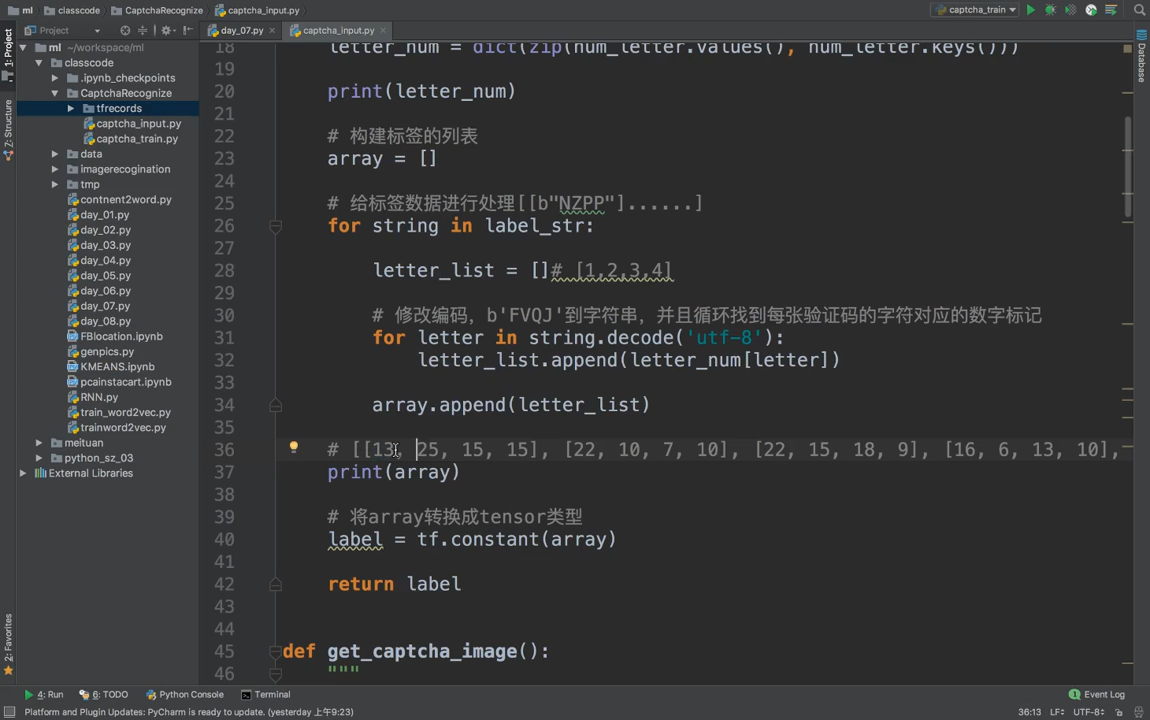 ml
classcode
CaptchaRecognize
captcha_input.py
captcha_train
1: Project
Z: Structure
2: Favorites
Database
Project
day_07.py
captcha_input.py
ml ~/workspace/ml
classcode
.ipynb_checkpoints
CaptchaRecognize
tfrecords
captcha_input.py
captcha_train.py
data
imagerecogination
tmp
contnent2word.py
day_01.py
day_02.py
day_03.py
day_04.py
day_05.py
day_06.py
day_07.py
day_08.py
FBlocation.ipynb
genpics.py
KMEANS.ipynb
pcainstacart.ipynb
RNN.py
train_word2vec.py
trainword2vec.py
meituan
python_sz_03
External Libraries
18 letter_num = dict(zip(num_letter.values(), num_letter.keys()))
19
20 print(letter_num)
21
22 # 构建标签的列表
23 array = []
24
25 # 给标签数据进行处理[[b"NZPP"]......]
26 for string in label_str:
27
28 letter_list = []# [1,2,3,4]
29
30 # 修改编码，b'FVQJ'到字符串，并且循环找到每张验证码的字符对应的数字标记
31 for letter in string.decode('utf-8'):
32 letter_list.append(letter_num[letter])
33
34 array.append(letter_list)
35
36 # [[13, 25, 15, 15], [22, 10, 7, 10], [22, 15, 18, 9], [16, 6, 13, 10],
37 print(array)
38
39 # 将array转换成tensor类型
40 label = tf.constant(array)
41
42 return label
43
44
45 def get_captcha_image():
46 """
4: Run
6: TODO
Python Console
Terminal
Event Log
Platform and Plugin Updates: PyCharm is ready to update. (yesterday 上午9:23)
36:13 LF÷ UTF-8÷